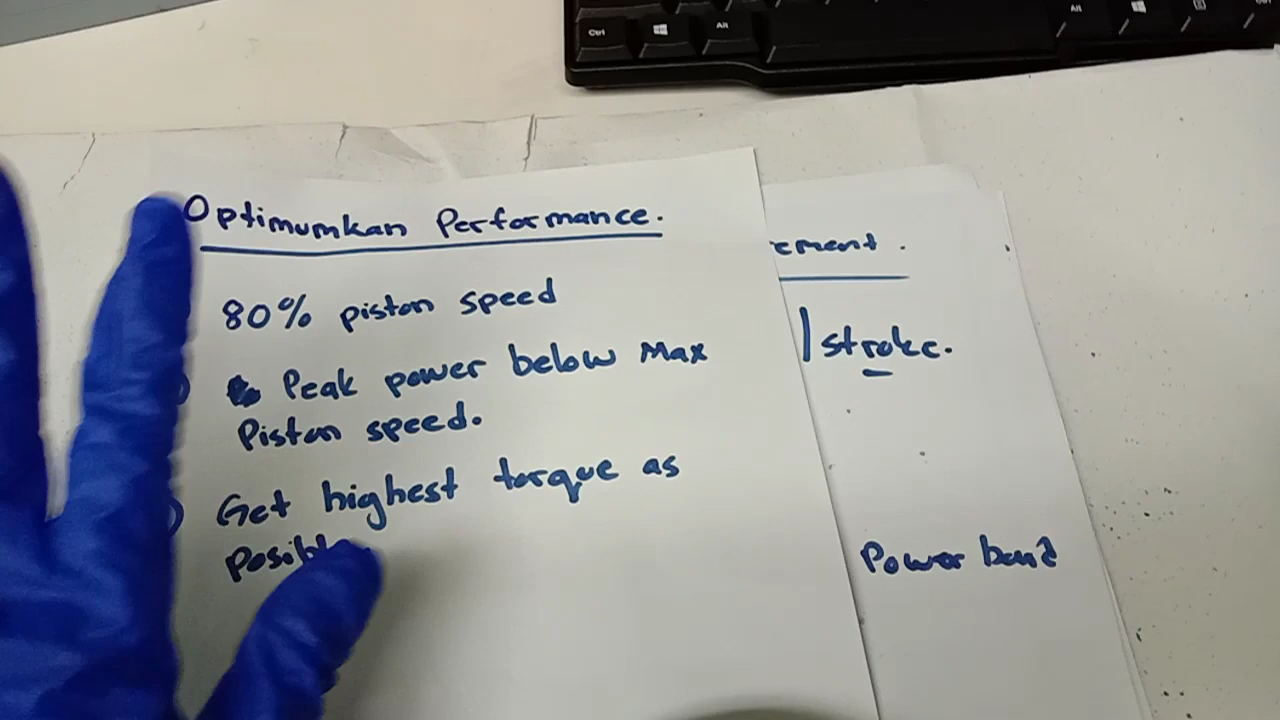 Optimumkan Performance.
80% piston speed
Peak power below Max
Piston speed.
Get highest torque as
stroke.
Power band
Ctrl
Alt
Alt